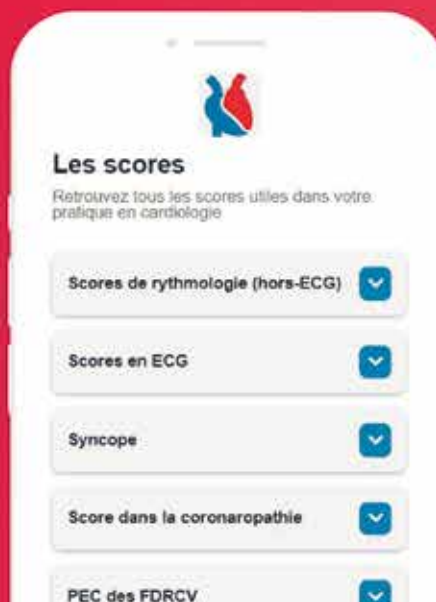 Les scores
Retrouvez tous les scores utiles dans votre
pratique en cardiologie
Scores de rythmologie (hors-ECG)
Scores en ECG
Syncope
Score dans la coronaropathie
PEC des FDRCV